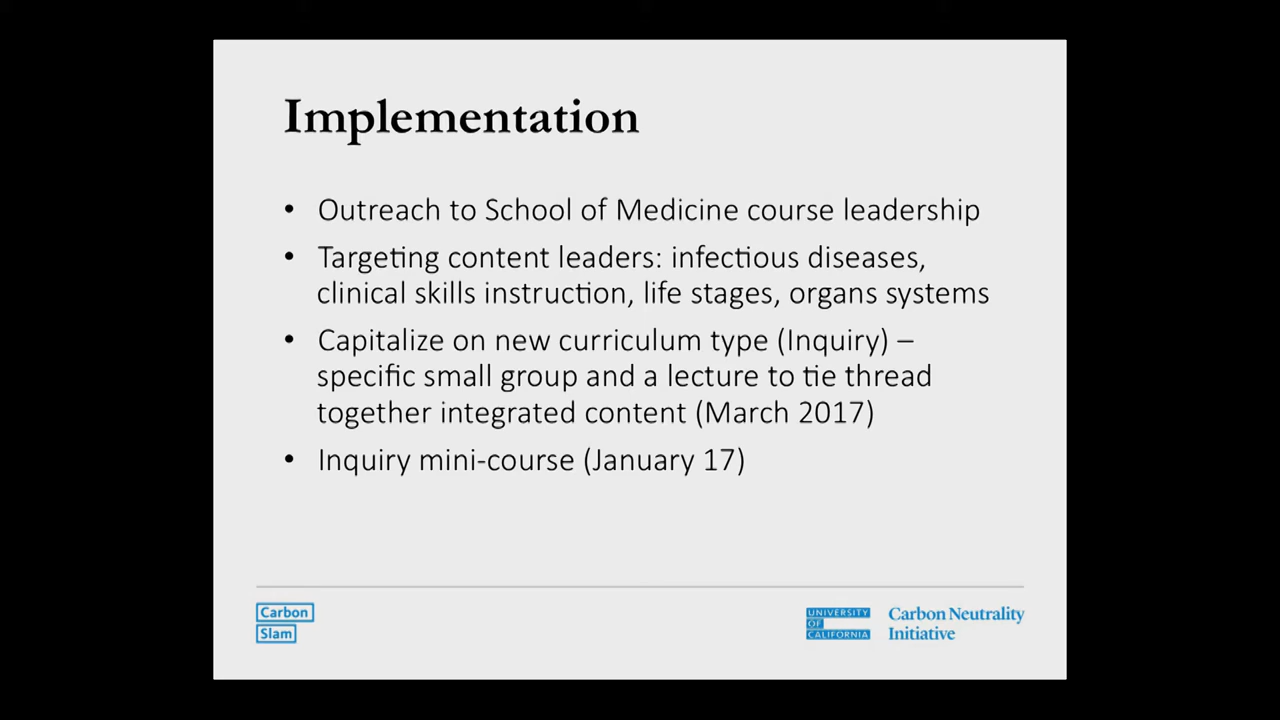 Implementation
• Outreach to School of Medicine course leadership
• Targeting content leaders: infectious diseases,
clinical skills instruction, life stages, organs systems
• Capitalize on new curriculum type (Inquiry) –
specific small group and a lecture to tie thread
together integrated content (March 2017)
• Inquiry mini-course (January 17)
Carbon
Slam
UNIVERSITY
OF
CALIFORNIA
Carbon Neutrality
Initiative